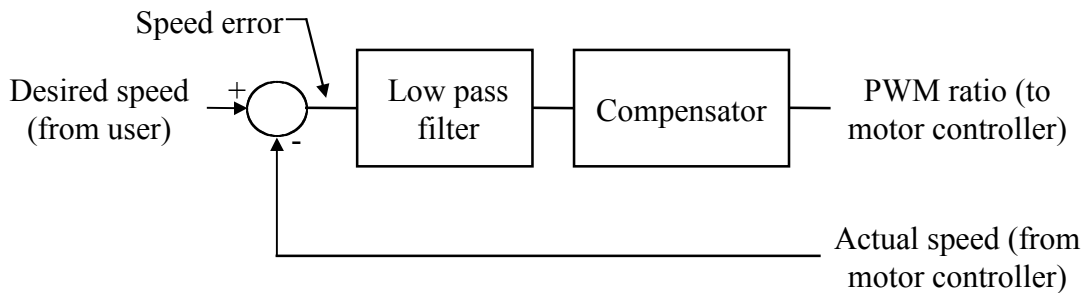 Speed error
Desired speed
(from user)
+
-
Low pass
filter
Compensator
PWM ratio (to
motor controller)
Actual speed (from
motor controller)